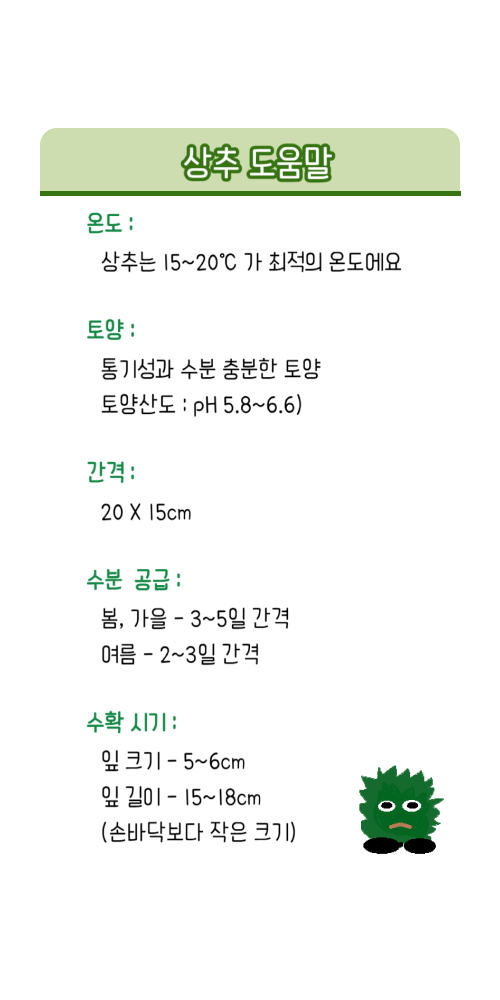 상추 도움말
온도 :
상추는 15~20℃ 가 최적의 온도에요
토양 :
통기성과 수분 충분한 토양
토양산도 : pH 5.8~6.6)
간격 :
20 X 15cm
수분 공급 :
봄, 가을 - 3~5일 간격
여름 - 2~3일 간격
수확 시기 :
잎 크기 - 5~6cm
잎 길이 - 15~18cm
(손바닥보다 작은 크기)